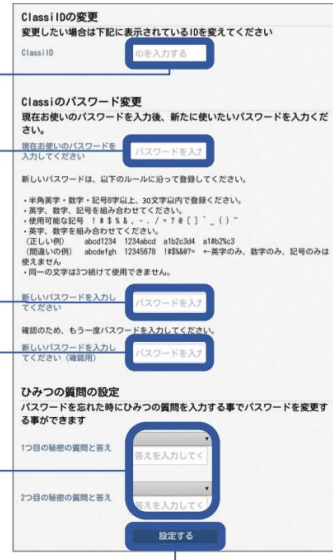 ClassiIDの変更
変更したい場合は下記に表示されているIDを変えてください
ClassiID
IDを入力する
Classiのパスワード変更
現在お使いのパスワードを入力後、新たに使いたいパスワードを入力くだ
さい。
現在お使いのパスワードを
入力してください
パスワードを入力
新しいパスワードは、以下のルールに沿って登録してください。
・半角英字・数字・記号8字以上、30文字以内で登録ください。
・英字、数字、記号を組み合わせてください。
・使用可能な記号 ! # $ % & , - . / = ? @ [ ] ` _ ( ) ~
・英字、数字を組み合わせてください。
(正しい例) abcd1234 1234abcd a1b2c3d4 a1#b2%c3
(間違いの例) abcdefgh 12345678 !#$%&@?= ←英字のみ、数字のみ、記号のみは
使えません
・同一の文字は3つ続けて使用できません。
新しいパスワードを入力し
てください
パスワードを入力
確認のため、もう一度パスワードを入力してください。
新しいパスワードを入力し
てください(確認用)
パスワードを入力
ひみつの質問の設定
パスワードを忘れた時にひみつの質問を入力する事でパスワードを変更す
る事ができます
1つ目の秘密の質問と答え
答えを入力してく
2つ目の秘密の質問と答え
答えを入力してく
設定する